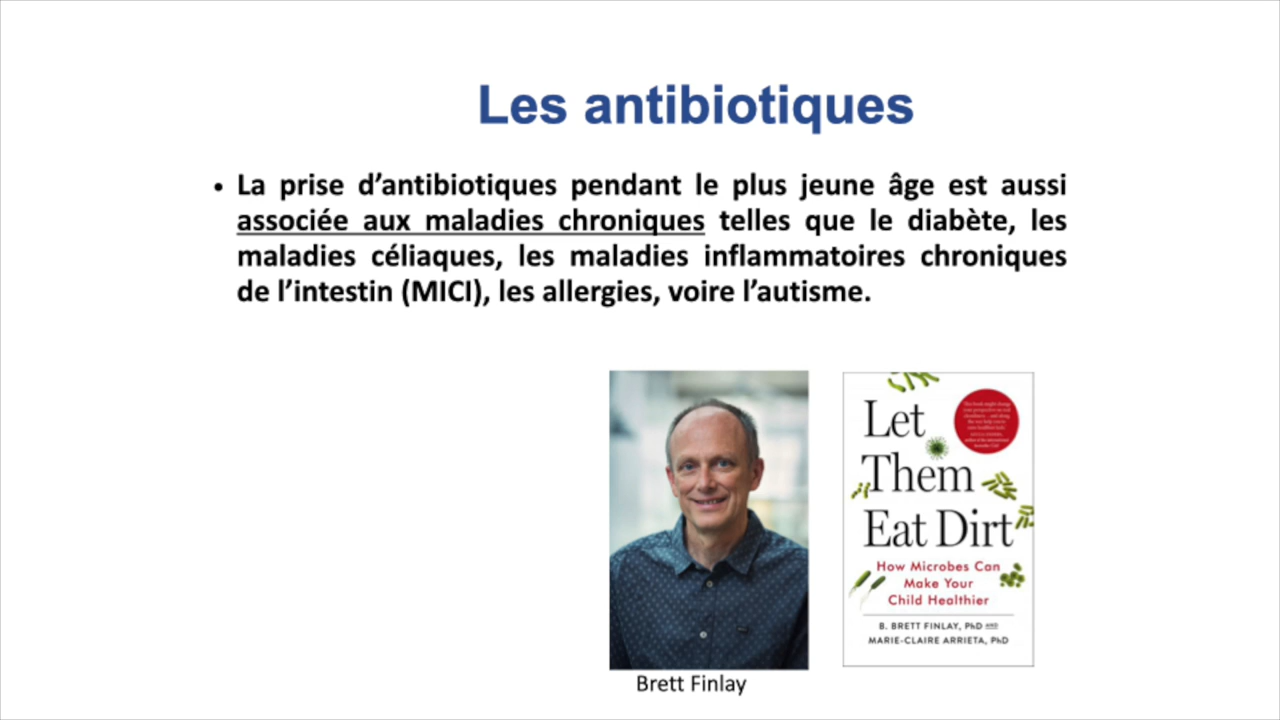 Les antibiotiques
• La prise d’antibiotiques pendant le plus jeune âge est aussi
associée aux maladies chroniques telles que le diabète, les
maladies céliaques, les maladies inflammatoires chroniques
de l’intestin (MICI), les allergies, voire l’autisme.
Let
Them
Eat Dirt
How Microbes Can
Make Your
Child Healthier
B. BRETT FINLAY, PhD AND
MARIE-CLAIRE ARRIETA, PhD
Brett Finlay